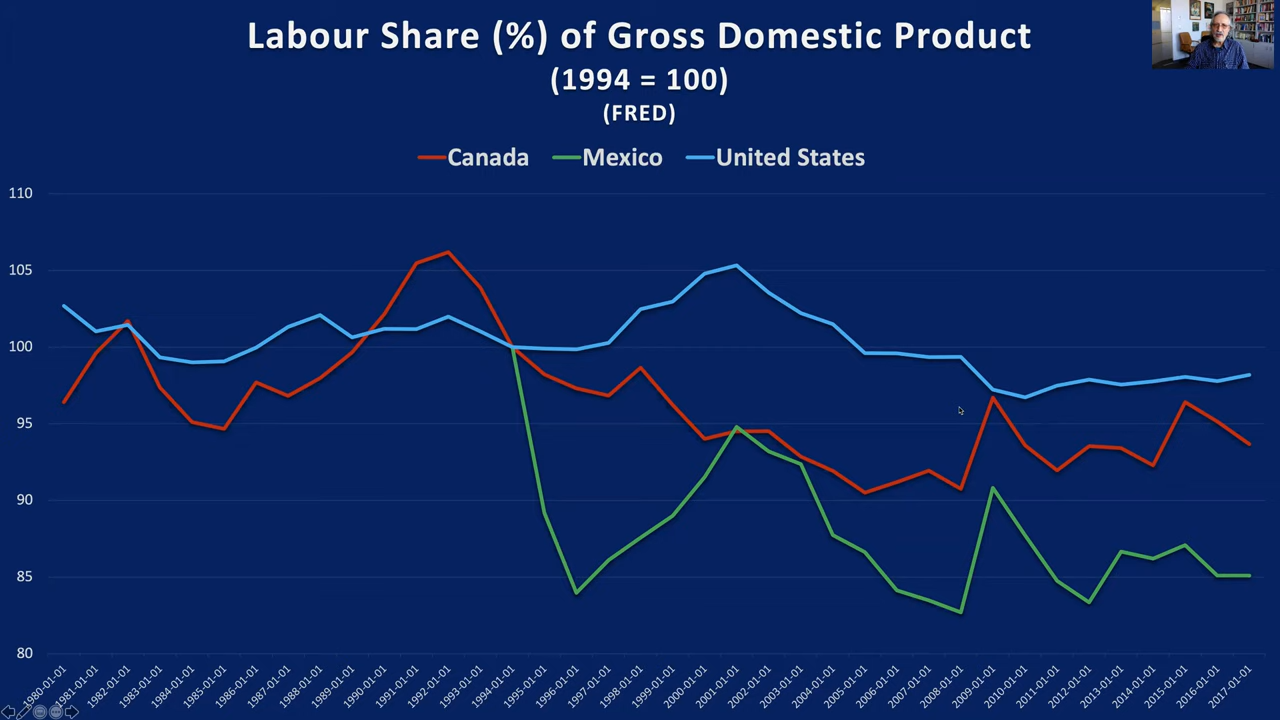 Labour Share (%) of Gross Domestic Product
(1994 = 100)
(FRED)
Canada Mexico United States
110
105
100
95
90
85
80
1980-01-01 1981-01-01 1982-01-01 1983-01-01 1984-01-01 1985-01-01 1986-01-01 1987-01-01 1988-01-01 1989-01-01 1990-01-01 1991-01-01 1992-01-01 1993-01-01 1994-01-01 1995-01-01 1996-01-01 1997-01-01 1998-01-01 1999-01-01 2000-01-01 2001-01-01 2002-01-01 2003-01-01 2004-01-01 2005-01-01 2006-01-01 2007-01-01 2008-01-01 2009-01-01 2010-01-01 2011-01-01 2012-01-01 2013-01-01 2014-01-01 2015-01-01 2016-01-01 2017-01-01